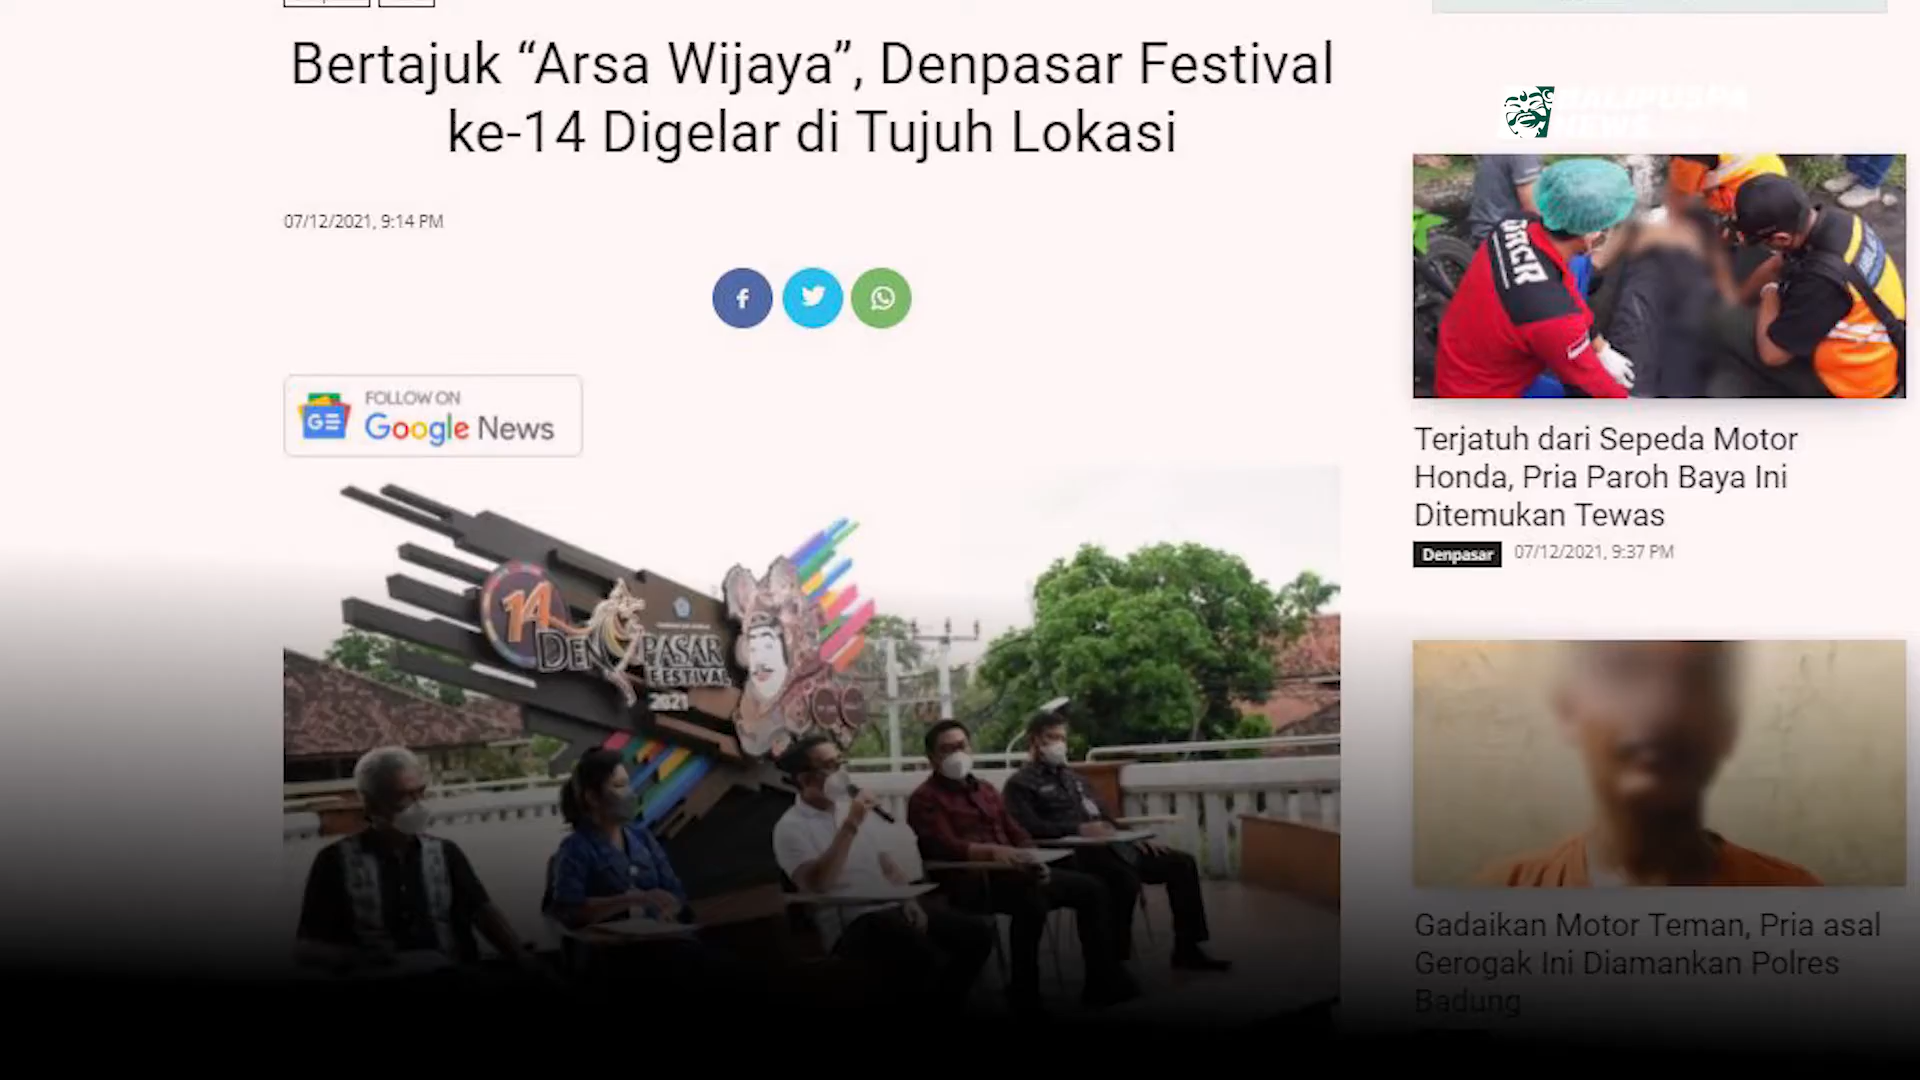 Bertajuk “Arsa Wijaya”, Denpasar Festival
ke-14 Digelar di Tujuh Lokasi
07/12/2021, 9:14 PM
FOLLOW ON
Google News
14
DENPASAR
FESTIVAL
2021
BALIPUSPA
NEWS
Terjatuh dari Sepeda Motor
Honda, Pria Paroh Baya Ini
Ditemukan Tewas
Denpasar 07/12/2021, 9:37 PM
Gadaikan Motor Teman, Pria asal
Gerogak Ini Diamankan Polres
Badung